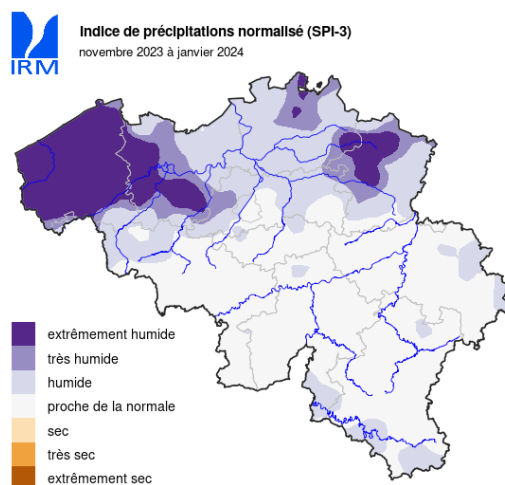 Indice de précipitations normalisé (SPI-3)
novembre 2023 à janvier 2024
IRM
extrêmement humide
très humide
humide
proche de la normale
sec
très sec
extrêmement sec